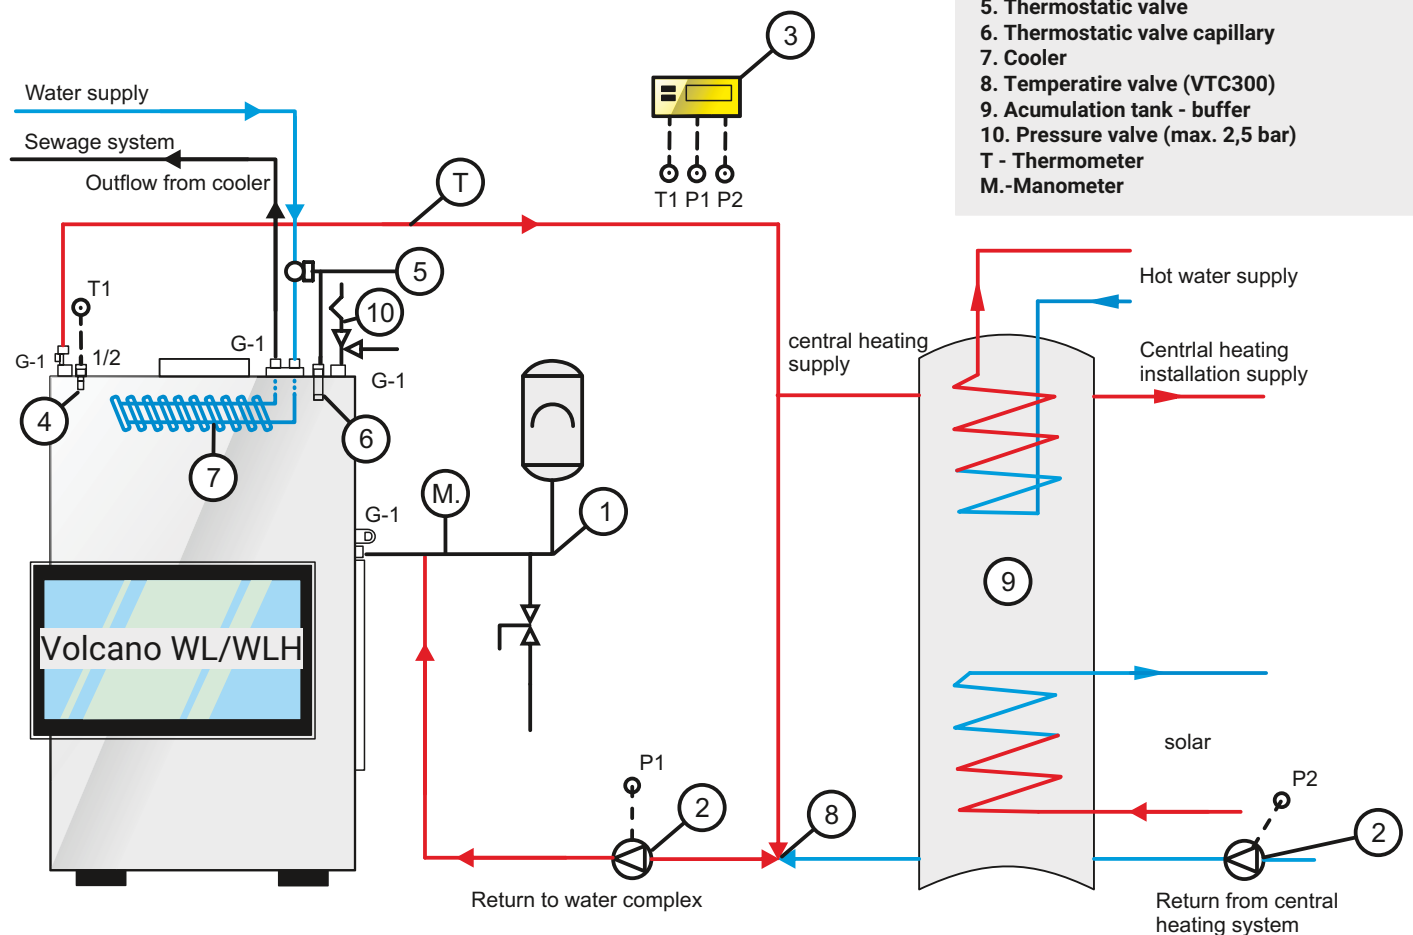 5. Thermostatic valve
6. Thermostatic valve capillary
7. Cooler
8. Temperatire valve (VTC300)
9. Acumulation tank - buffer
10. Pressure valve (max. 2,5 bar)
T - Thermometer
M.-Manometer
3
Water supply
Sewage system
Outflow from cooler
T
T1 P1 P2
5
T1
10
G-1
1/2
G-1
G-1
4
6
7
central heating
supply
Hot water supply
Centrlal heating
installation supply
M.
G-1
1
9
Volcano WL/WLH
solar
P1
2
8
P2
2
Return to water complex
Return from central
heating system